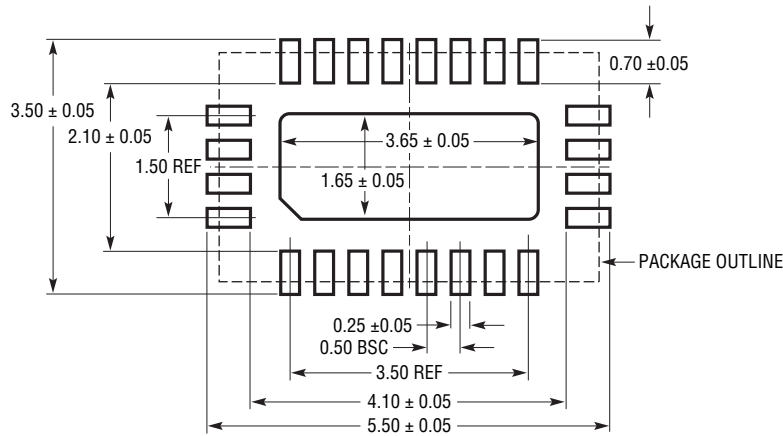 0.70 ±0.05
3.50 ± 0.05
2.10 ± 0.05
3.65 ± 0.05
1.50 REF
1.65 ± 0.05
PACKAGE OUTLINE
0.25 ±0.05
0.50 BSC
3.50 REF
4.10 ± 0.05
5.50 ± 0.05